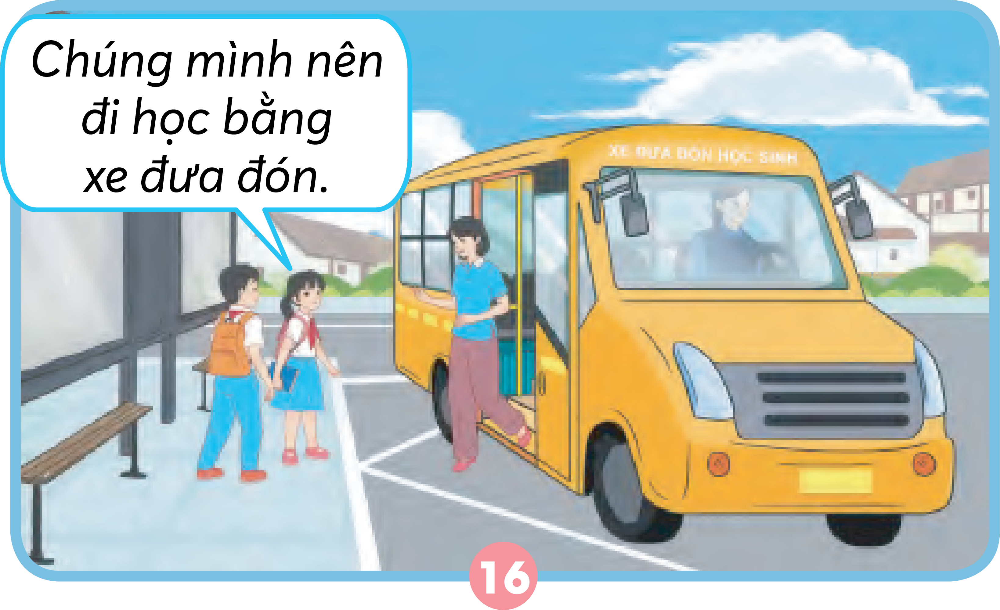 Chúng mình nên
đi học bằng
xe đưa đón.
XE ĐƯA ĐÓN HỌC SINH
16